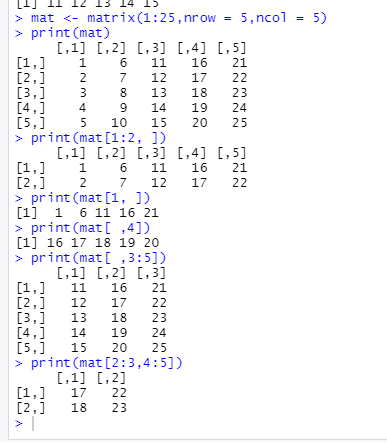 [1] 11 12 13 14 15
> mat <- matrix(1:25,nrow = 5,ncol = 5)
> print(mat)
     [,1] [,2] [,3] [,4] [,5]
[1,]    1    6   11   16   21
[2,]    2    7   12   17   22
[3,]    3    8   13   18   23
[4,]    4    9   14   19   24
[5,]    5   10   15   20   25
> print(mat[1:2, ])
     [,1] [,2] [,3] [,4] [,5]
[1,]    1    6   11   16   21
[2,]    2    7   12   17   22
> print(mat[1, ])
[1]  1  6 11 16 21
> print(mat[ ,4])
[1] 16 17 18 19 20
> print(mat[ ,3:5])
     [,1] [,2] [,3]
[1,]   11   16   21
[2,]   12   17   22
[3,]   13   18   23
[4,]   14   19   24
[5,]   15   20   25
> print(mat[2:3,4:5])
     [,1] [,2]
[1,]   17   22
[2,]   18   23
>